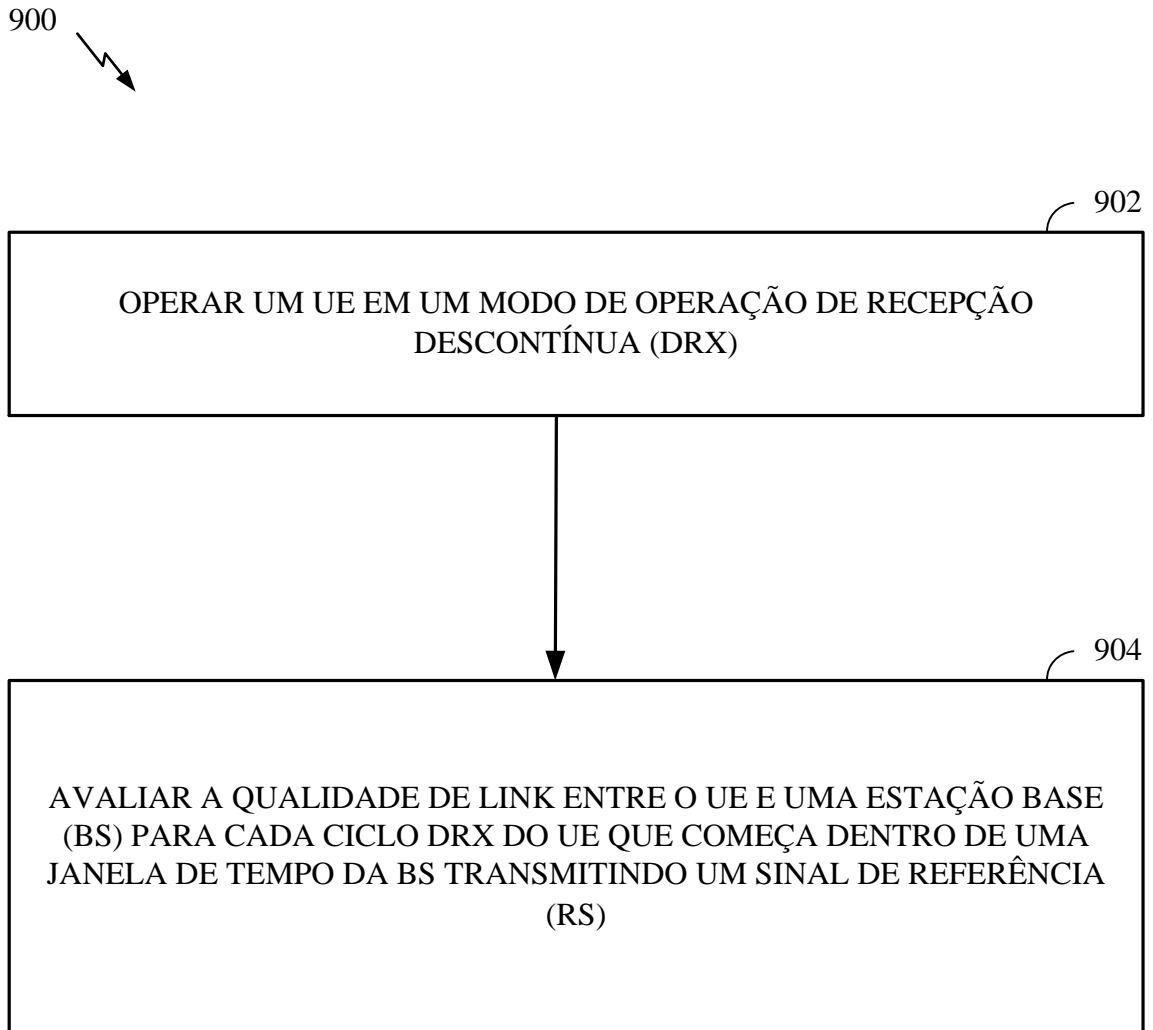 900
902
OPERAR UM UE EM UM MODO DE OPERAÇÃO DE RECEPÇÃO
DESCONTÍNUA (DRX)
904
AVALIAR A QUALIDADE DE LINK ENTRE O UE E UMA ESTAÇÃO BASE
(BS) PARA CADA CICLO DRX DO UE QUE COMEÇA DENTRO DE UMA
JANELA DE TEMPO DA BS TRANSMITINDO UM SINAL DE REFERÊNCIA
(RS)